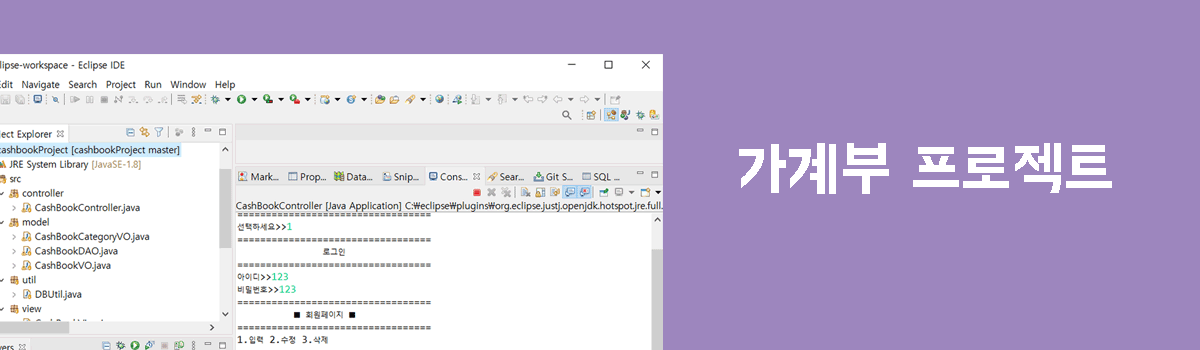 lipse-workspace - Eclipse IDE
dit Navigate Search Project Run Window Help
ject Explorer
cashbookProject [cashbookProject master]
JRE System Library [JavaSE-1.8]
src
controller
CashBookController.java
model
CashBookCategoryVO.java
CashBookDAO.java
CashBookVO.java
util
DBUtil.java
view
vers
Mark... Prop... Data... Snip... Cons... Sear... Git S... SQL ...
CashBookController [Java Application] C:₩eclipse₩plugins₩org.eclipse.justj.openjdk.hotspot.jre.full.
==================================
선택하세요>>1
==================================
로그인
==================================
아이디>>123
비밀번호>>123
==================================
■ 회원페이지 ■
==================================
1.입력 2.수정 3.삭제
가계부 프로젝트